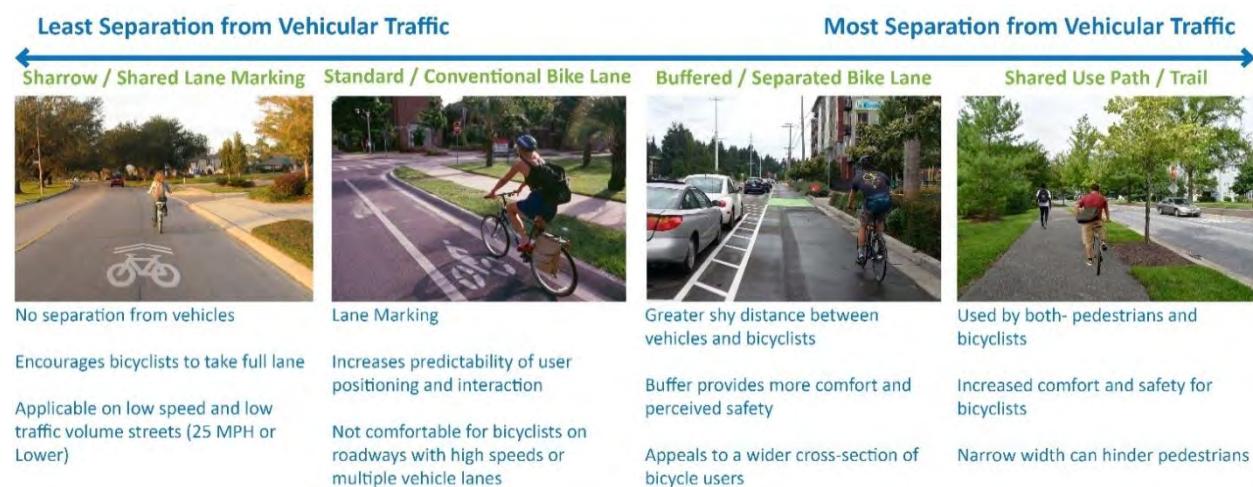 Least Separation from Vehicular Traffic
Most Separation from Vehicular Traffic
Sharrow / Shared Lane Marking
No separation from vehicles
Encourages bicyclists to take full lane
Applicable on low speed and low
traffic volume streets (25 MPH or
Lower)
Standard / Conventional Bike Lane
Lane Marking
Increases predictability of user
positioning and interaction
Not comfortable for bicyclists on
roadways with high speeds or
multiple vehicle lanes
Buffered / Separated Bike Lane
Greater shy distance between
vehicles and bicyclists
Buffer provides more comfort and
perceived safety
Appeals to a wider cross-section of
bicycle users
Shared Use Path / Trail
Used by both- pedestrians and
bicyclists
Increased comfort and safety for
bicyclists
Narrow width can hinder pedestrians